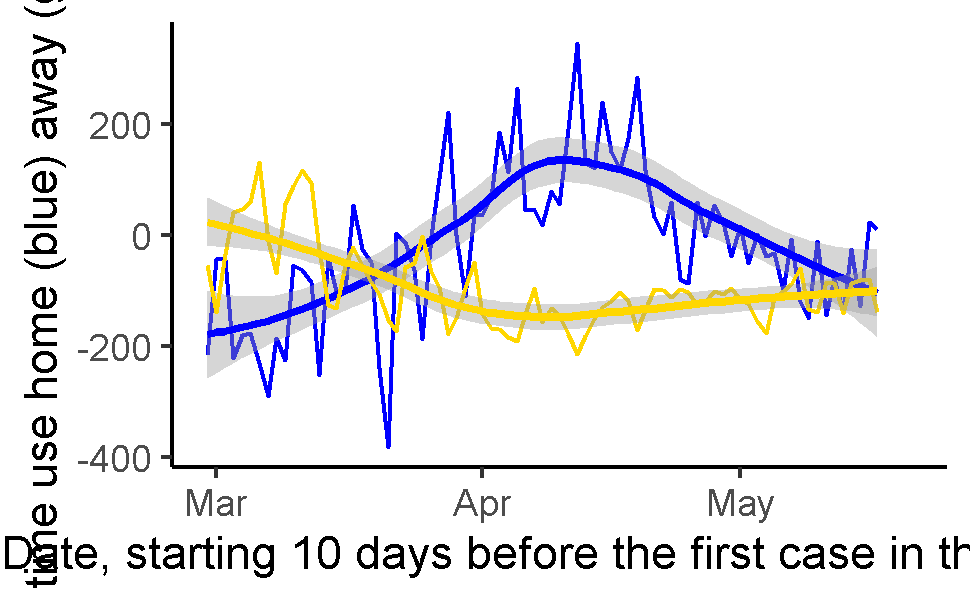 time use home (blue) away (
200
0
-200
-400
Mar Apr May
Date, starting 10 days before the first case in th